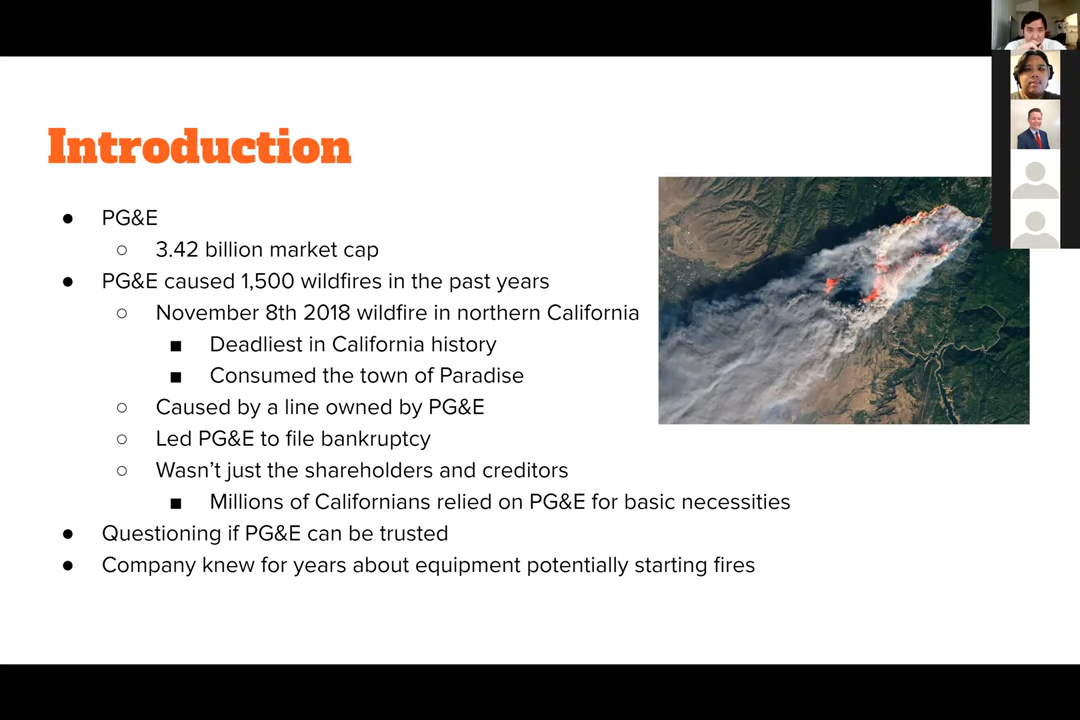 Introduction
● PG&E
○ 3.42 billion market cap
● PG&E caused 1,500 wildfires in the past years
○ November 8th 2018 wildfire in northern California
■ Deadliest in California history
■ Consumed the town of Paradise
○ Caused by a line owned by PG&E
○ Led PG&E to file bankruptcy
○ Wasn’t just the shareholders and creditors
■ Millions of Californians relied on PG&E for basic necessities
● Questioning if PG&E can be trusted
● Company knew for years about equipment potentially starting fires